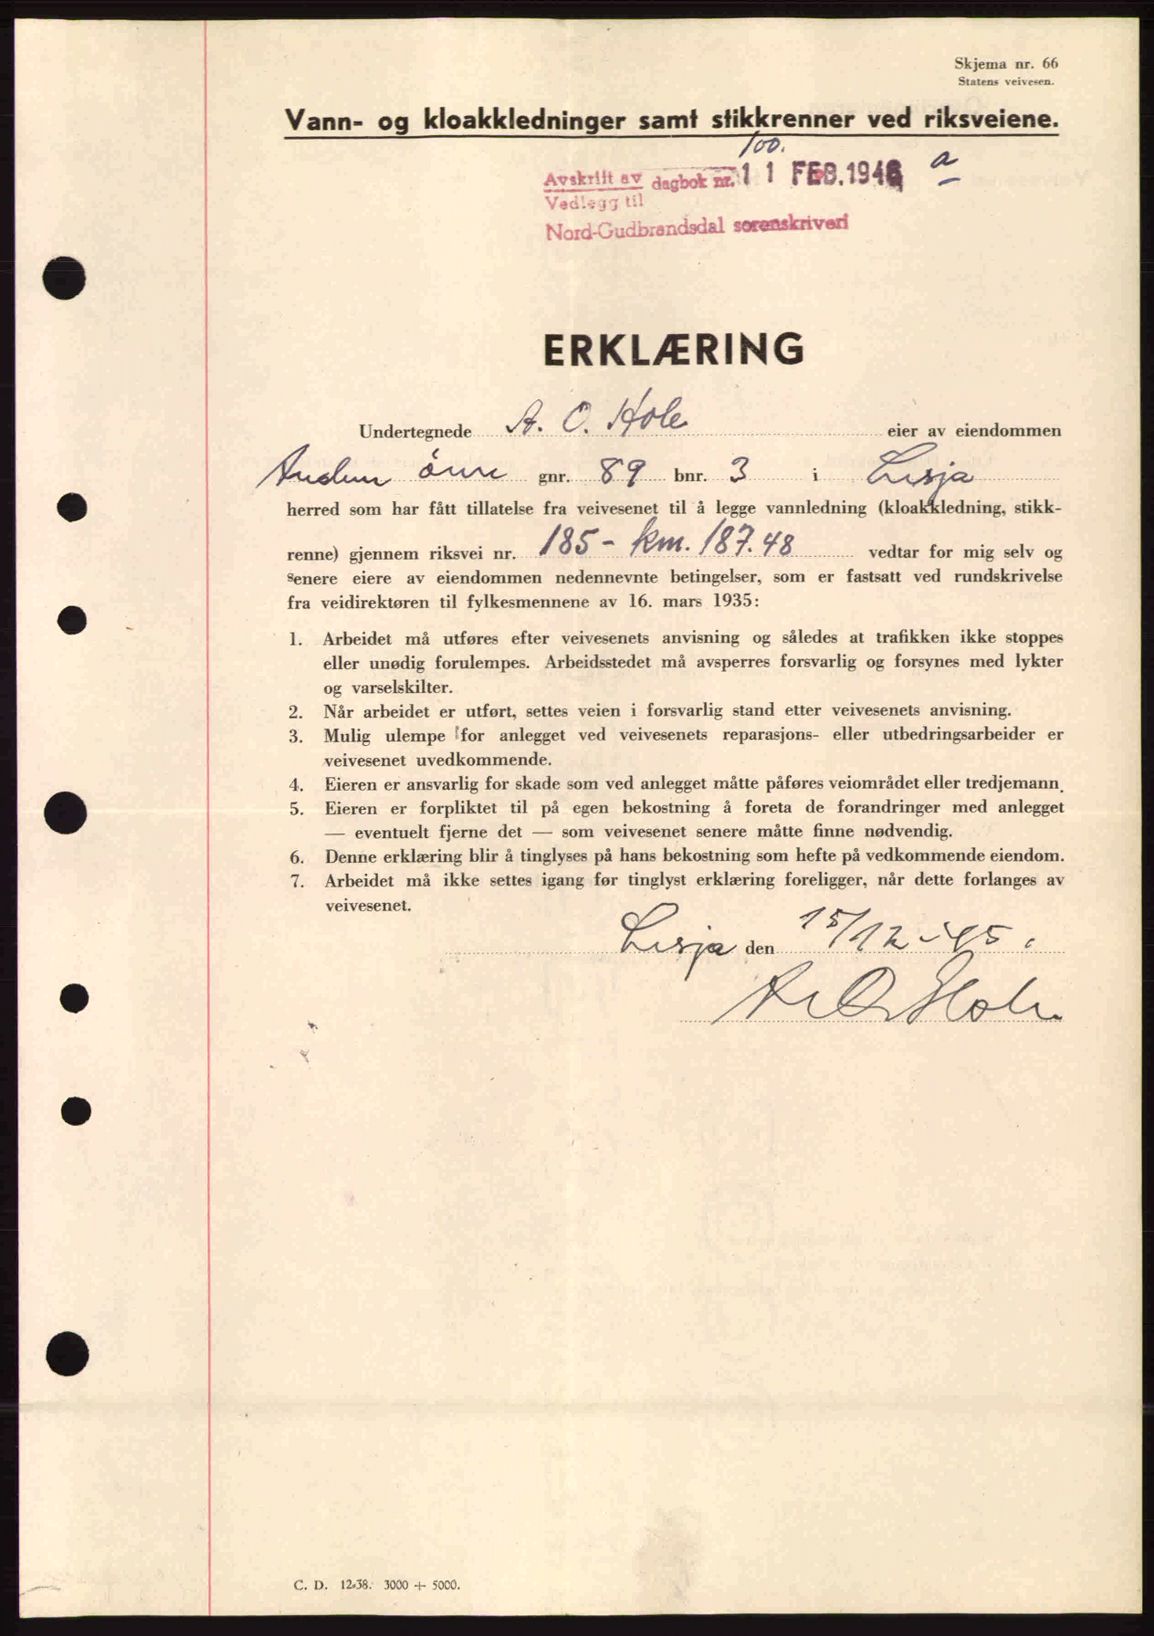 Skjema nr. 66
Statens veivesen.
Vann- og kloakkledninger samt stikkrenner ved riksveiene.
100.
Avskrift av dagbok nr. 11 FEB. 1946 a
Vedlegg til
Nord-Gudbrandsdal sorenskriveri
ERKLÆRING
Undertegnede A. O. Hole eier av eiendommen
gnr. 89 bnr. 3 i Lesja
herred som har fått tillatelse fra veivesenet til å legge vannledning (kloakkledning, stikk-
renne) gjennem riksvei nr. 185 - km. 187.48 vedtar for mig selv og
senere eiere av eiendommen nedennevnte betingelser, som er fastsatt ved rundskrivelse
fra veidirektøren til fylkesmennene av 16. mars 1935:
1. Arbeidet må utføres efter veivesenets anvisning og således at trafikken ikke stoppes
eller unødig forulempes. Arbeidsstedet må avsperres forsvarlig og forsynes med lykter
og varselskilter.
2. Når arbeidet er utført, settes veien i forsvarlig stand etter veivesenets anvisning.
3. Mulig ulempe for anlegget ved veivesenets reparasjons- eller utbedringsarbeider er
veivesenet uvedkommende.
4. Eieren er ansvarlig for skade som ved anlegget måtte påføres veiområdet eller tredjemann.
5. Eieren er forpliktet til på egen bekostning å foreta de forandringer med anlegget
— eventuelt fjerne det — som veivesenet senere måtte finne nødvendig.
6. Denne erklæring blir å tinglyses på hans bekostning som hefte på vedkommende eiendom.
7. Arbeidet må ikke settes igang før tinglyst erklæring foreligger, når dette forlanges av
veivesenet.
Lesja den 15/12-45.
C. D. 12-38. 3000 + 5000.